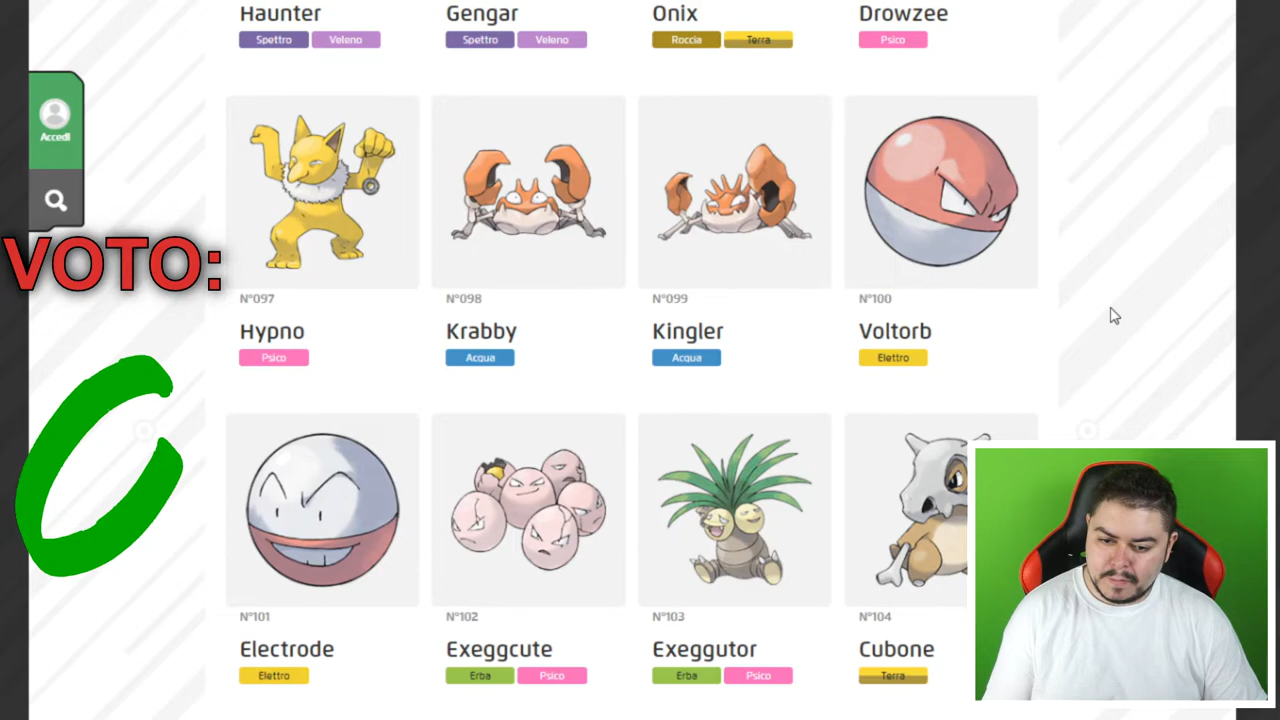 Haunter Gengar Onix Drowzee
Spettro Veleno Spettro Veleno Roccia Terra Psico
Accedi
VOTO:
N°097 N°098 N°099 N°100
Hypno Krabby Kingler Voltorb
Psico Acqua Acqua Elettro
N°101 N°102 N°103 N°104
Electrode Exeggcute Exeggutor Cubone
Elettro Erba Psico Erba Psico Terra